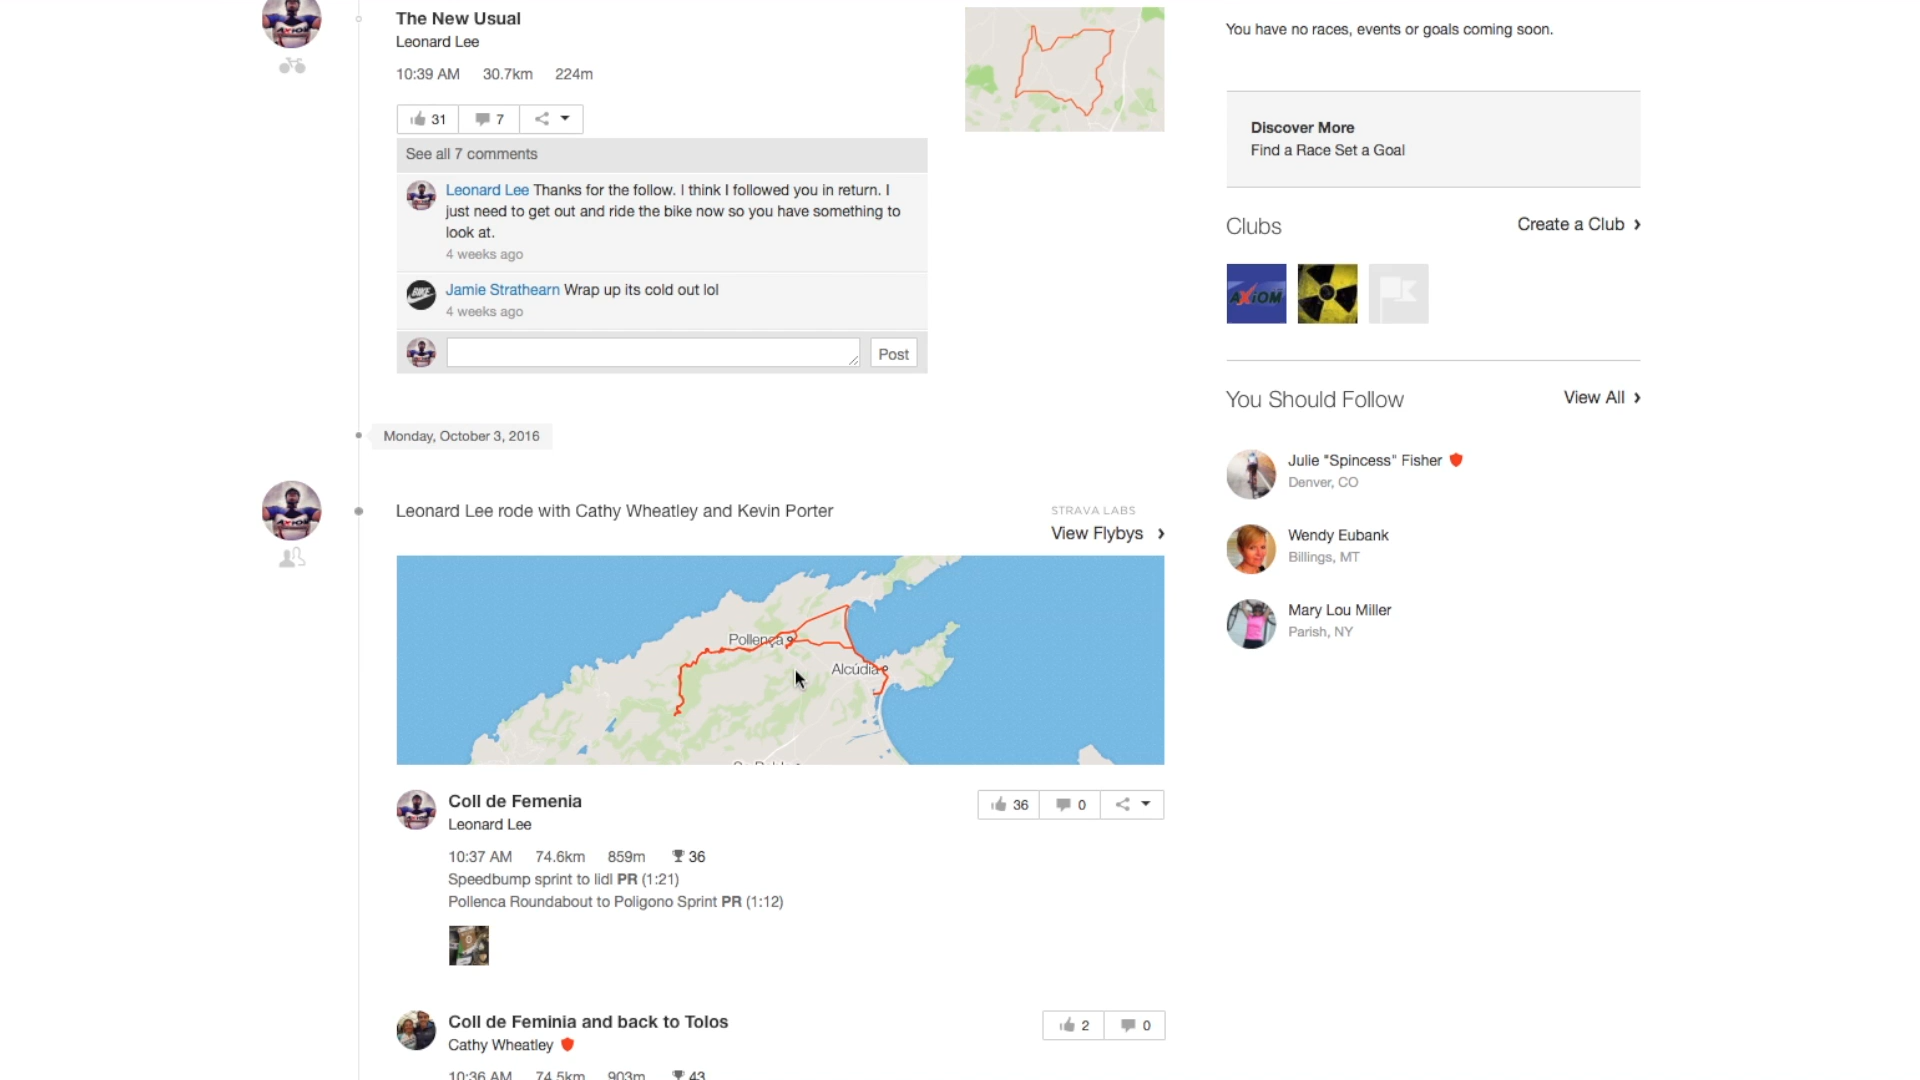 The New Usual
Leonard Lee
10:39 AM 30.7km 224m
31 7
See all 7 comments
Leonard Lee Thanks for the follow. I think I followed you in return. I
just need to get out and ride the bike now so you have something to
look at.
4 weeks ago
Jamie Strathearn Wrap up its cold out lol
4 weeks ago
Post
Monday, October 3, 2016
Leonard Lee rode with Cathy Wheatley and Kevin Porter
STRAVA LABS
View Flybys
Pollença
Alcúdia
Coll de Femenia
Leonard Lee
36 0
10:37 AM 74.6km 859m 36
Speedbump sprint to lidl PR (1:21)
Pollenca Roundabout to Poligono Sprint PR (1:12)
Coll de Feminia and back to Tolos
Cathy Wheatley
2 0
10:36 AM 74.5km 903m 43
You have no races, events or goals coming soon.
Discover More
Find a Race Set a Goal
Clubs
Create a Club
AXIOM
You Should Follow
View All
Julie "Spincess" Fisher
Denver, CO
Wendy Eubank
Billings, MT
Mary Lou Miller
Parish, NY